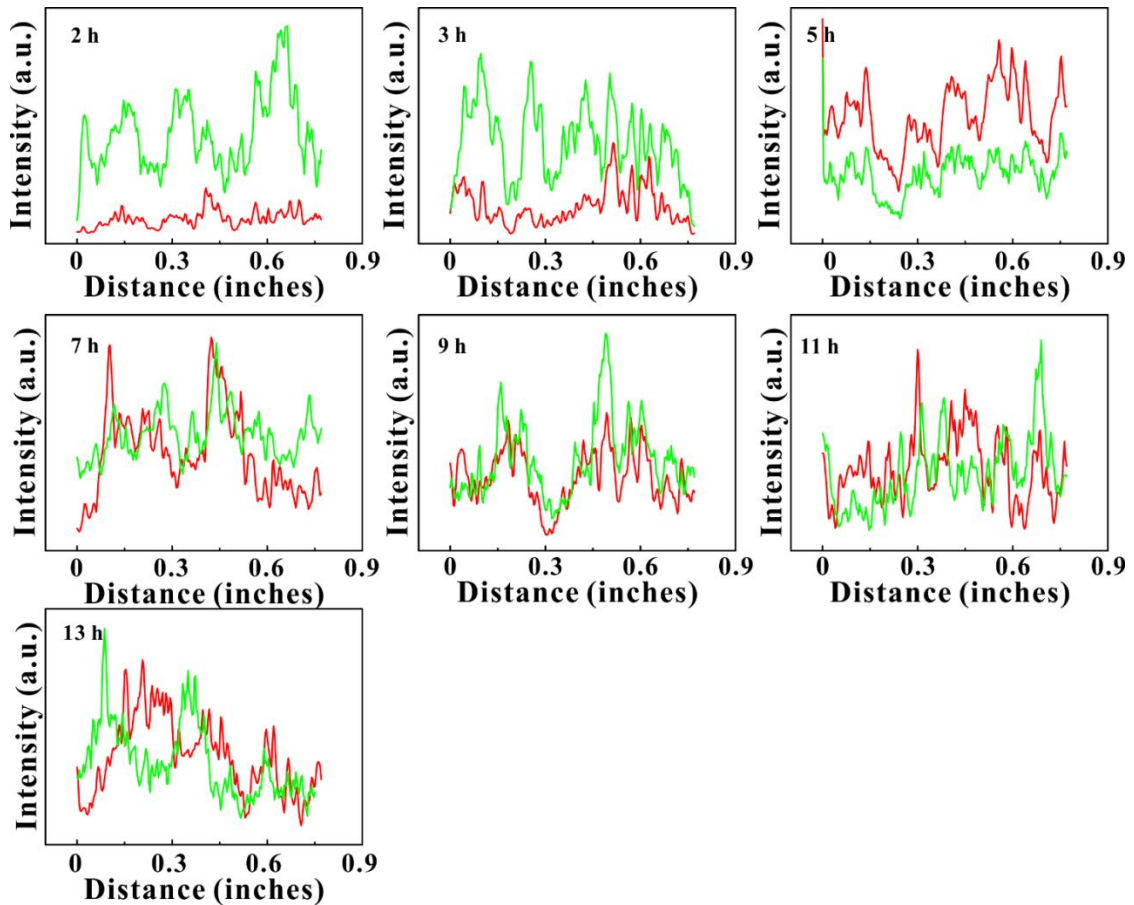 2 h
Intensity (a.u.)
0 0.3 0.6 0.9
Distance (inches)
3 h
Intensity (a.u.)
0 0.3 0.6 0.9
Distance (inches)
5 h
Intensity (a.u.)
0 0.3 0.6 0.9
Distance (inches)
7 h
Intensity (a.u.)
0 0.3 0.6 0.9
Distance (inches)
9 h
Intensity (a.u.)
0 0.3 0.6 0.9
Distance (inches)
11 h
Intensity (a.u.)
0 0.3 0.6 0.9
Distance (inches)
13 h
Intensity (a.u.)
0 0.3 0.6 0.9
Distance (inches)